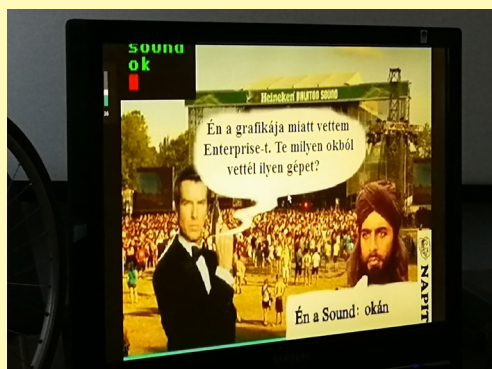 sound
ok
Heineken BALATON SOUND
Én a grafikája miatt vettem
Enterprise-t. Te milyen okból
vettél ilyen gépet?
NAPIT
Én a Sound: okán